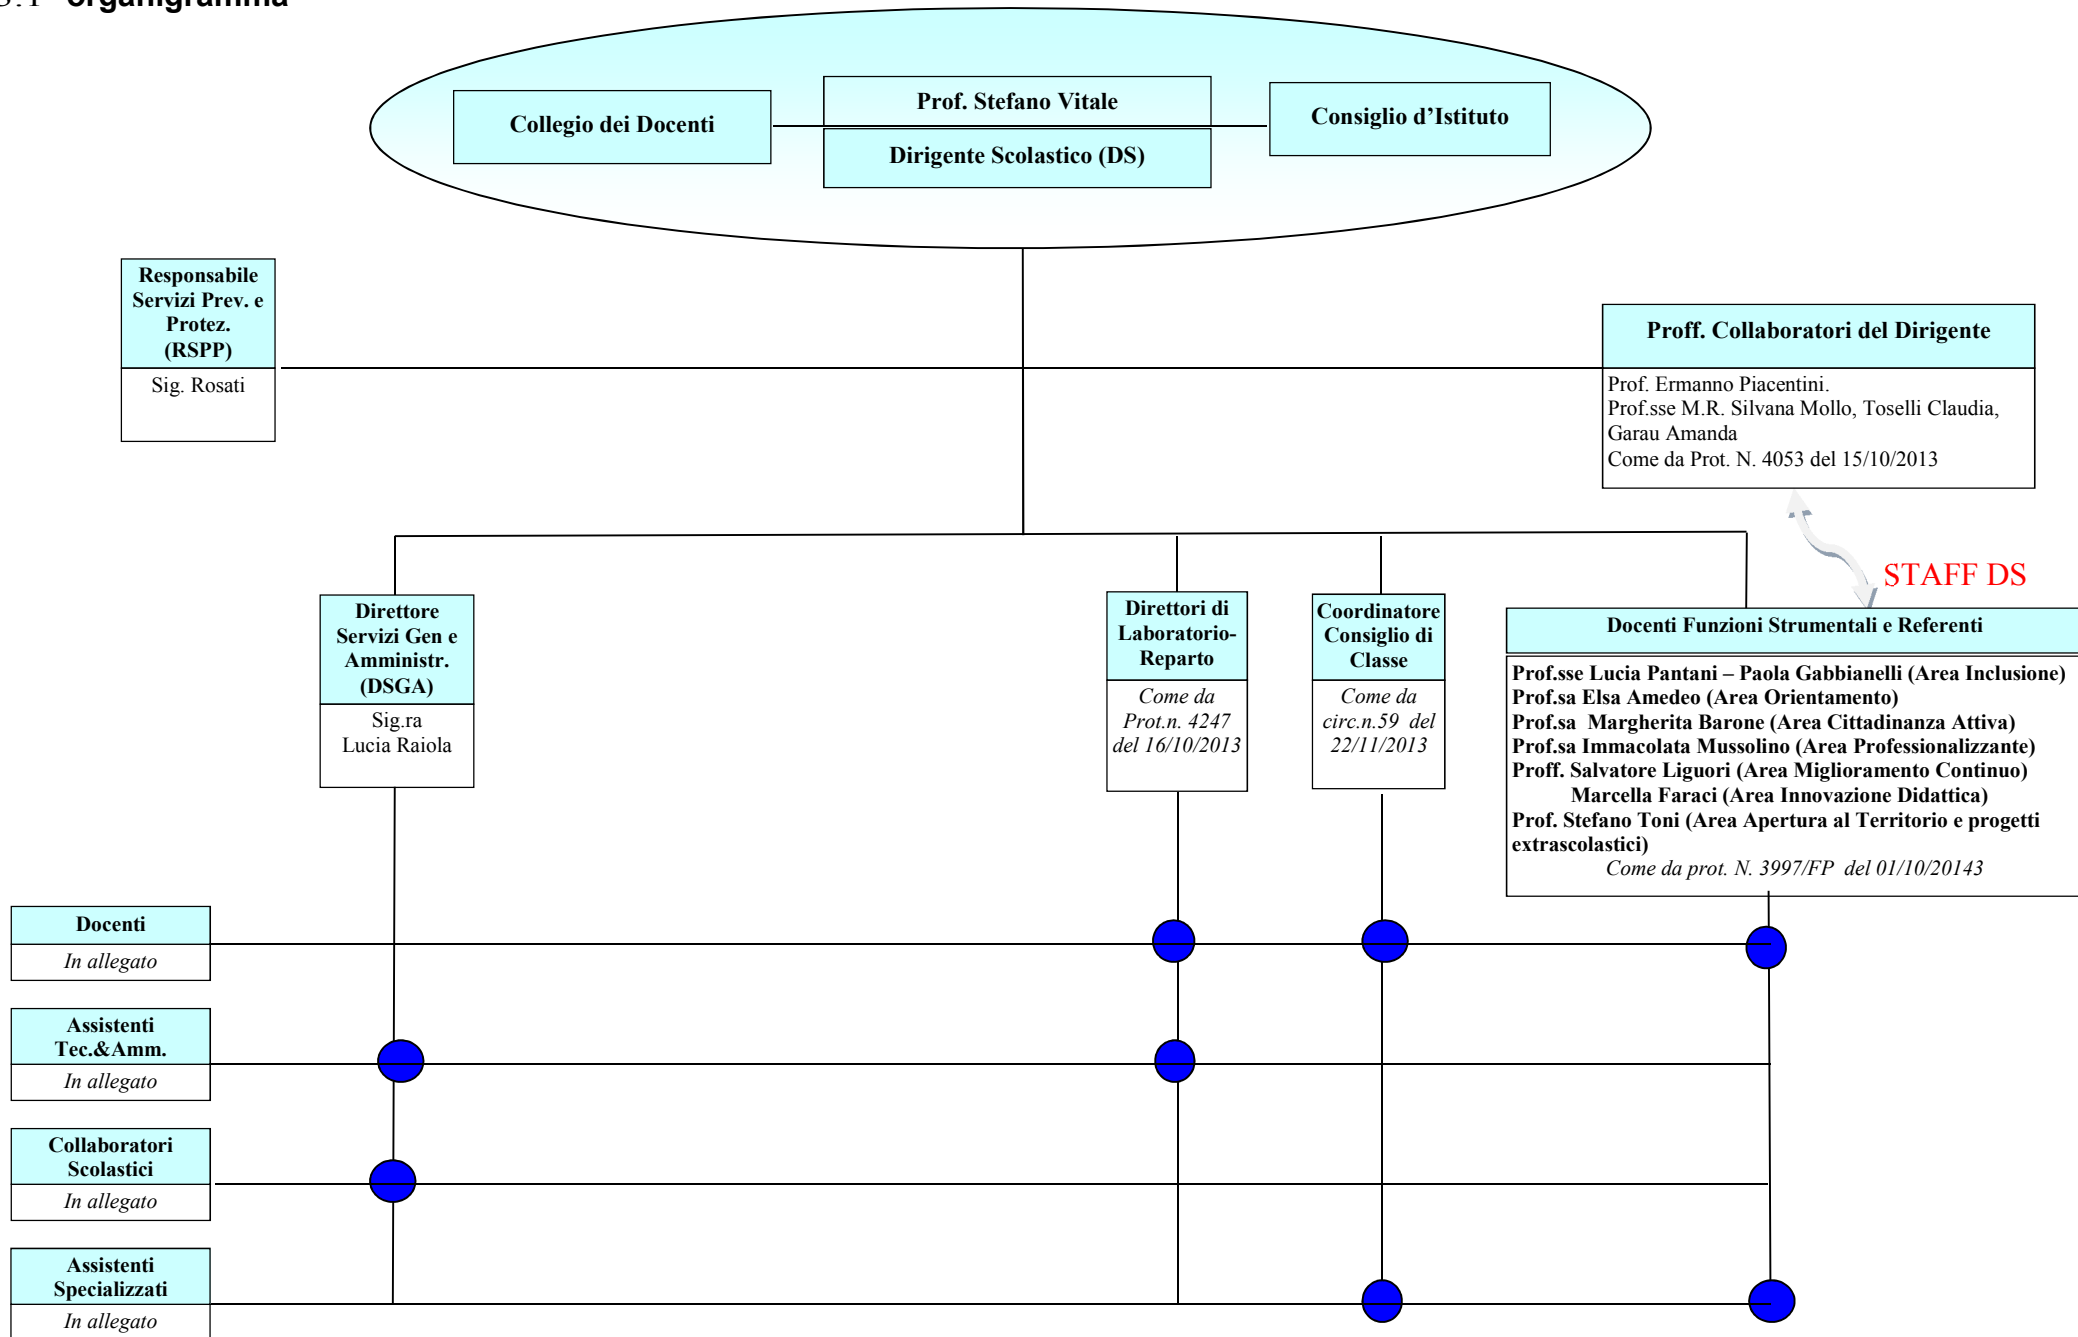 organigramma
Collegio dei Docenti
Prof. Stefano Vitale
Dirigente Scolastico (DS)
Consiglio d’Istituto
Responsabile
Servizi Prev. e
Protez.
(RSPP)
Sig. Rosati
Proff. Collaboratori del Dirigente
Prof. Ermanno Piacentini.
Prof.sse M.R. Silvana Mollo, Toselli Claudia,
Garau Amanda
Come da Prot. N. 4053 del 15/10/2013
STAFF DS
Direttore
Servizi Gen e
Amministr.
(DSGA)
Sig.ra
Lucia Raiola
Direttori di
Laboratorio-
Reparto
Come da
Prot.n. 4247
del 16/10/2013
Coordinatore
Consiglio di
Classe
Come da
circ.n.59 del
22/11/2013
Docenti Funzioni Strumentali e Referenti
Prof.sse Lucia Pantani – Paola Gabbianelli (Area Inclusione)
Prof.sa Elsa Amedeo (Area Orientamento)
Prof.sa Margherita Barone (Area Cittadinanza Attiva)
Prof.sa Immacolata Mussolino (Area Professionalizzante)
Proff. Salvatore Liguori (Area Miglioramento Continuo)
Marcella Faraci (Area Innovazione Didattica)
Prof. Stefano Toni (Area Apertura al Territorio e progetti
extrascolastici)
Come da prot. N. 3997/FP del 01/10/20143
Docenti
In allegato
Assistenti
Tec.&Amm.
In allegato
Collaboratori
Scolastici
In allegato
Assistenti
Specializzati
In allegato